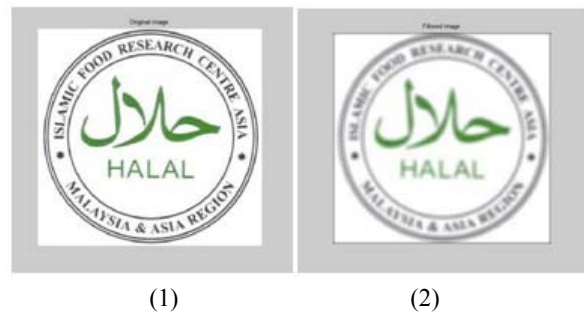 Original Image
Filtered Image
ISLAMIC FOOD RESEARCH CENTRE ASIA
حلال
HALAL
MALAYSIA & ASIA REGION
ISLAMIC FOOD RESEARCH CENTRE ASIA
حلال
HALAL
MALAYSIA & ASIA REGION
(1)
(2)